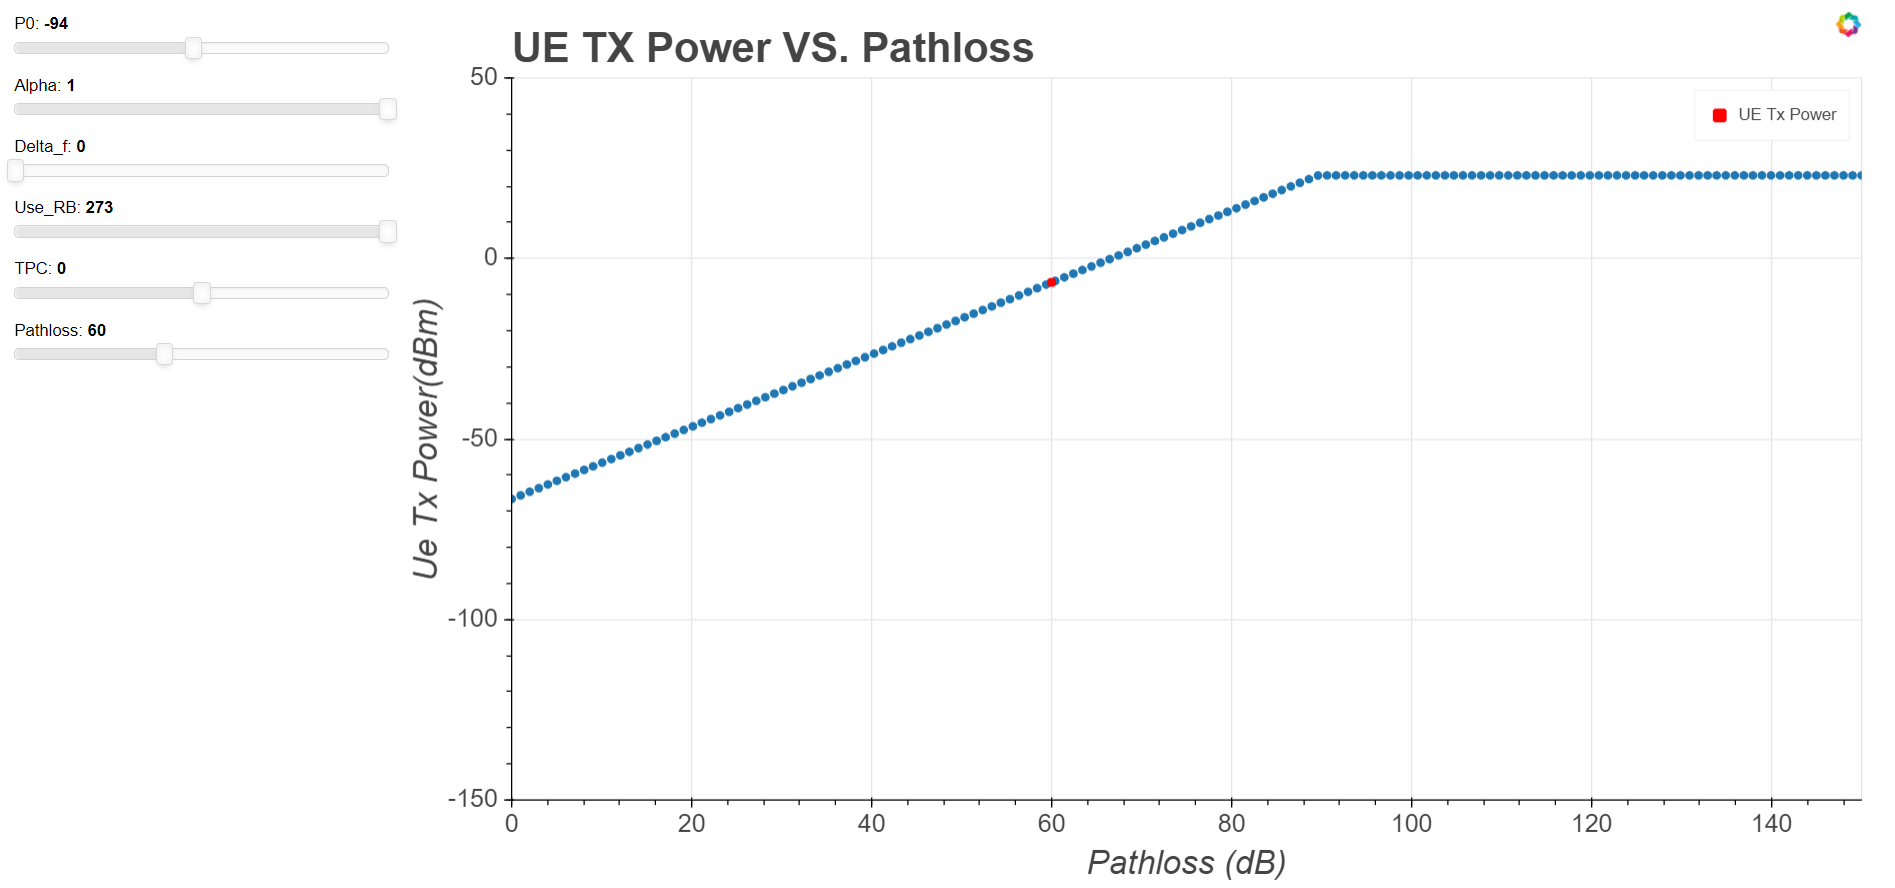 P0: -94
Alpha: 1
Delta_f: 0
Use_RB: 273
TPC: 0
Pathloss: 60
UE TX Power VS. Pathloss
UE Tx Power
Ue Tx Power(dBm)
50
0
-50
-100
-150
0 20 40 60 80 100 120 140
Pathloss (dB)